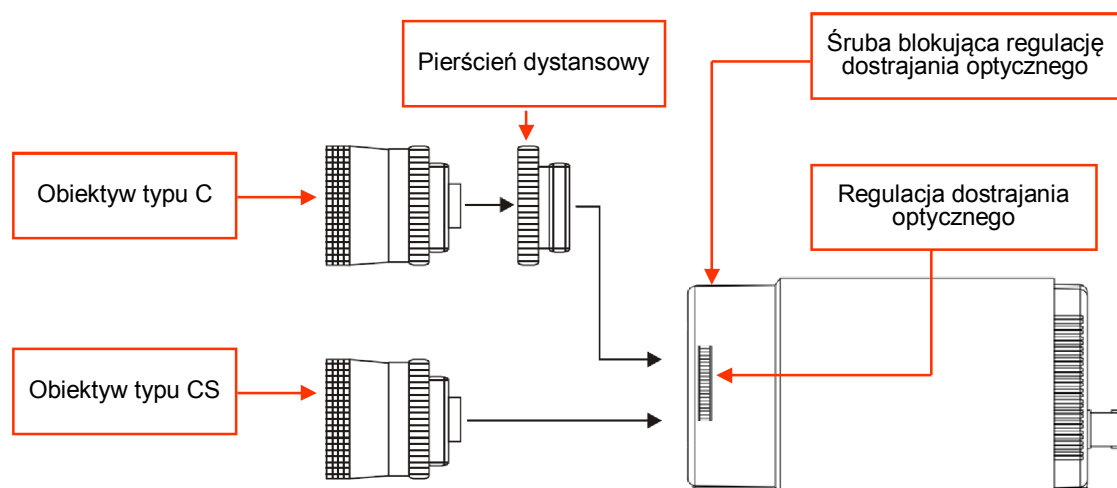 Pierścień dystansowy
Śruba blokująca regulację
dostrajania optycznego
Obiektyw typu C
Regulacja dostrajania
optycznego
Obiektyw typu CS